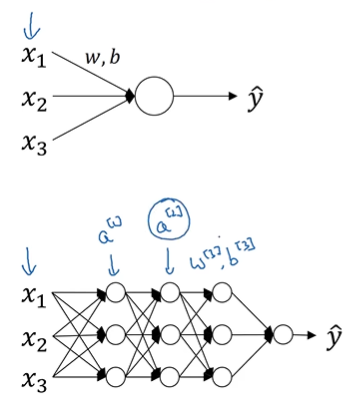 x₁
w, b
x₂
ŷ
x₃
a^[1]
a^[2]
w^[3], b^[3]
x₁
x₂
ŷ
x₃